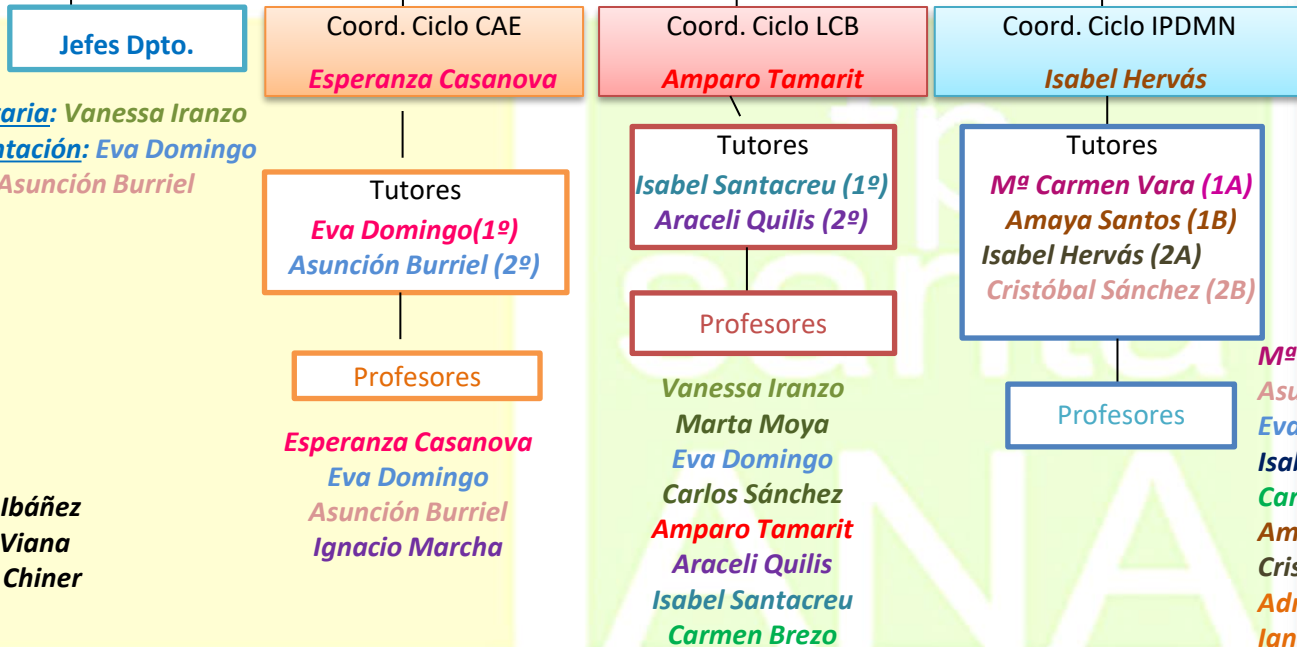 Jefes Dpto.
Vanessa Iranzo
Eva Domingo
Asunción Burriel
Ibáñez
Viana
Chiner
Coord. Ciclo CAE
Esperanza Casanova
Tutores
Eva Domingo(1º)
Asunción Burriel (2º)
Profesores
Esperanza Casanova
Eva Domingo
Asunción Burriel
Ignacio Marcha
Coord. Ciclo LCB
Amparo Tamarit
Tutores
Isabel Santacreu (1º)
Araceli Quilis (2º)
Profesores
Vanessa Iranzo
Marta Moya
Eva Domingo
Carlos Sánchez
Amparo Tamarit
Araceli Quilis
Isabel Santacreu
Carmen Brezo
Coord. Ciclo IPDMN
Isabel Hervás
Tutores
Mª Carmen Vara (1A)
Amaya Santos (1B)
Isabel Hervás (2A)
Cristóbal Sánchez (2B)
Profesores
Mª
Eva
santa
ANA